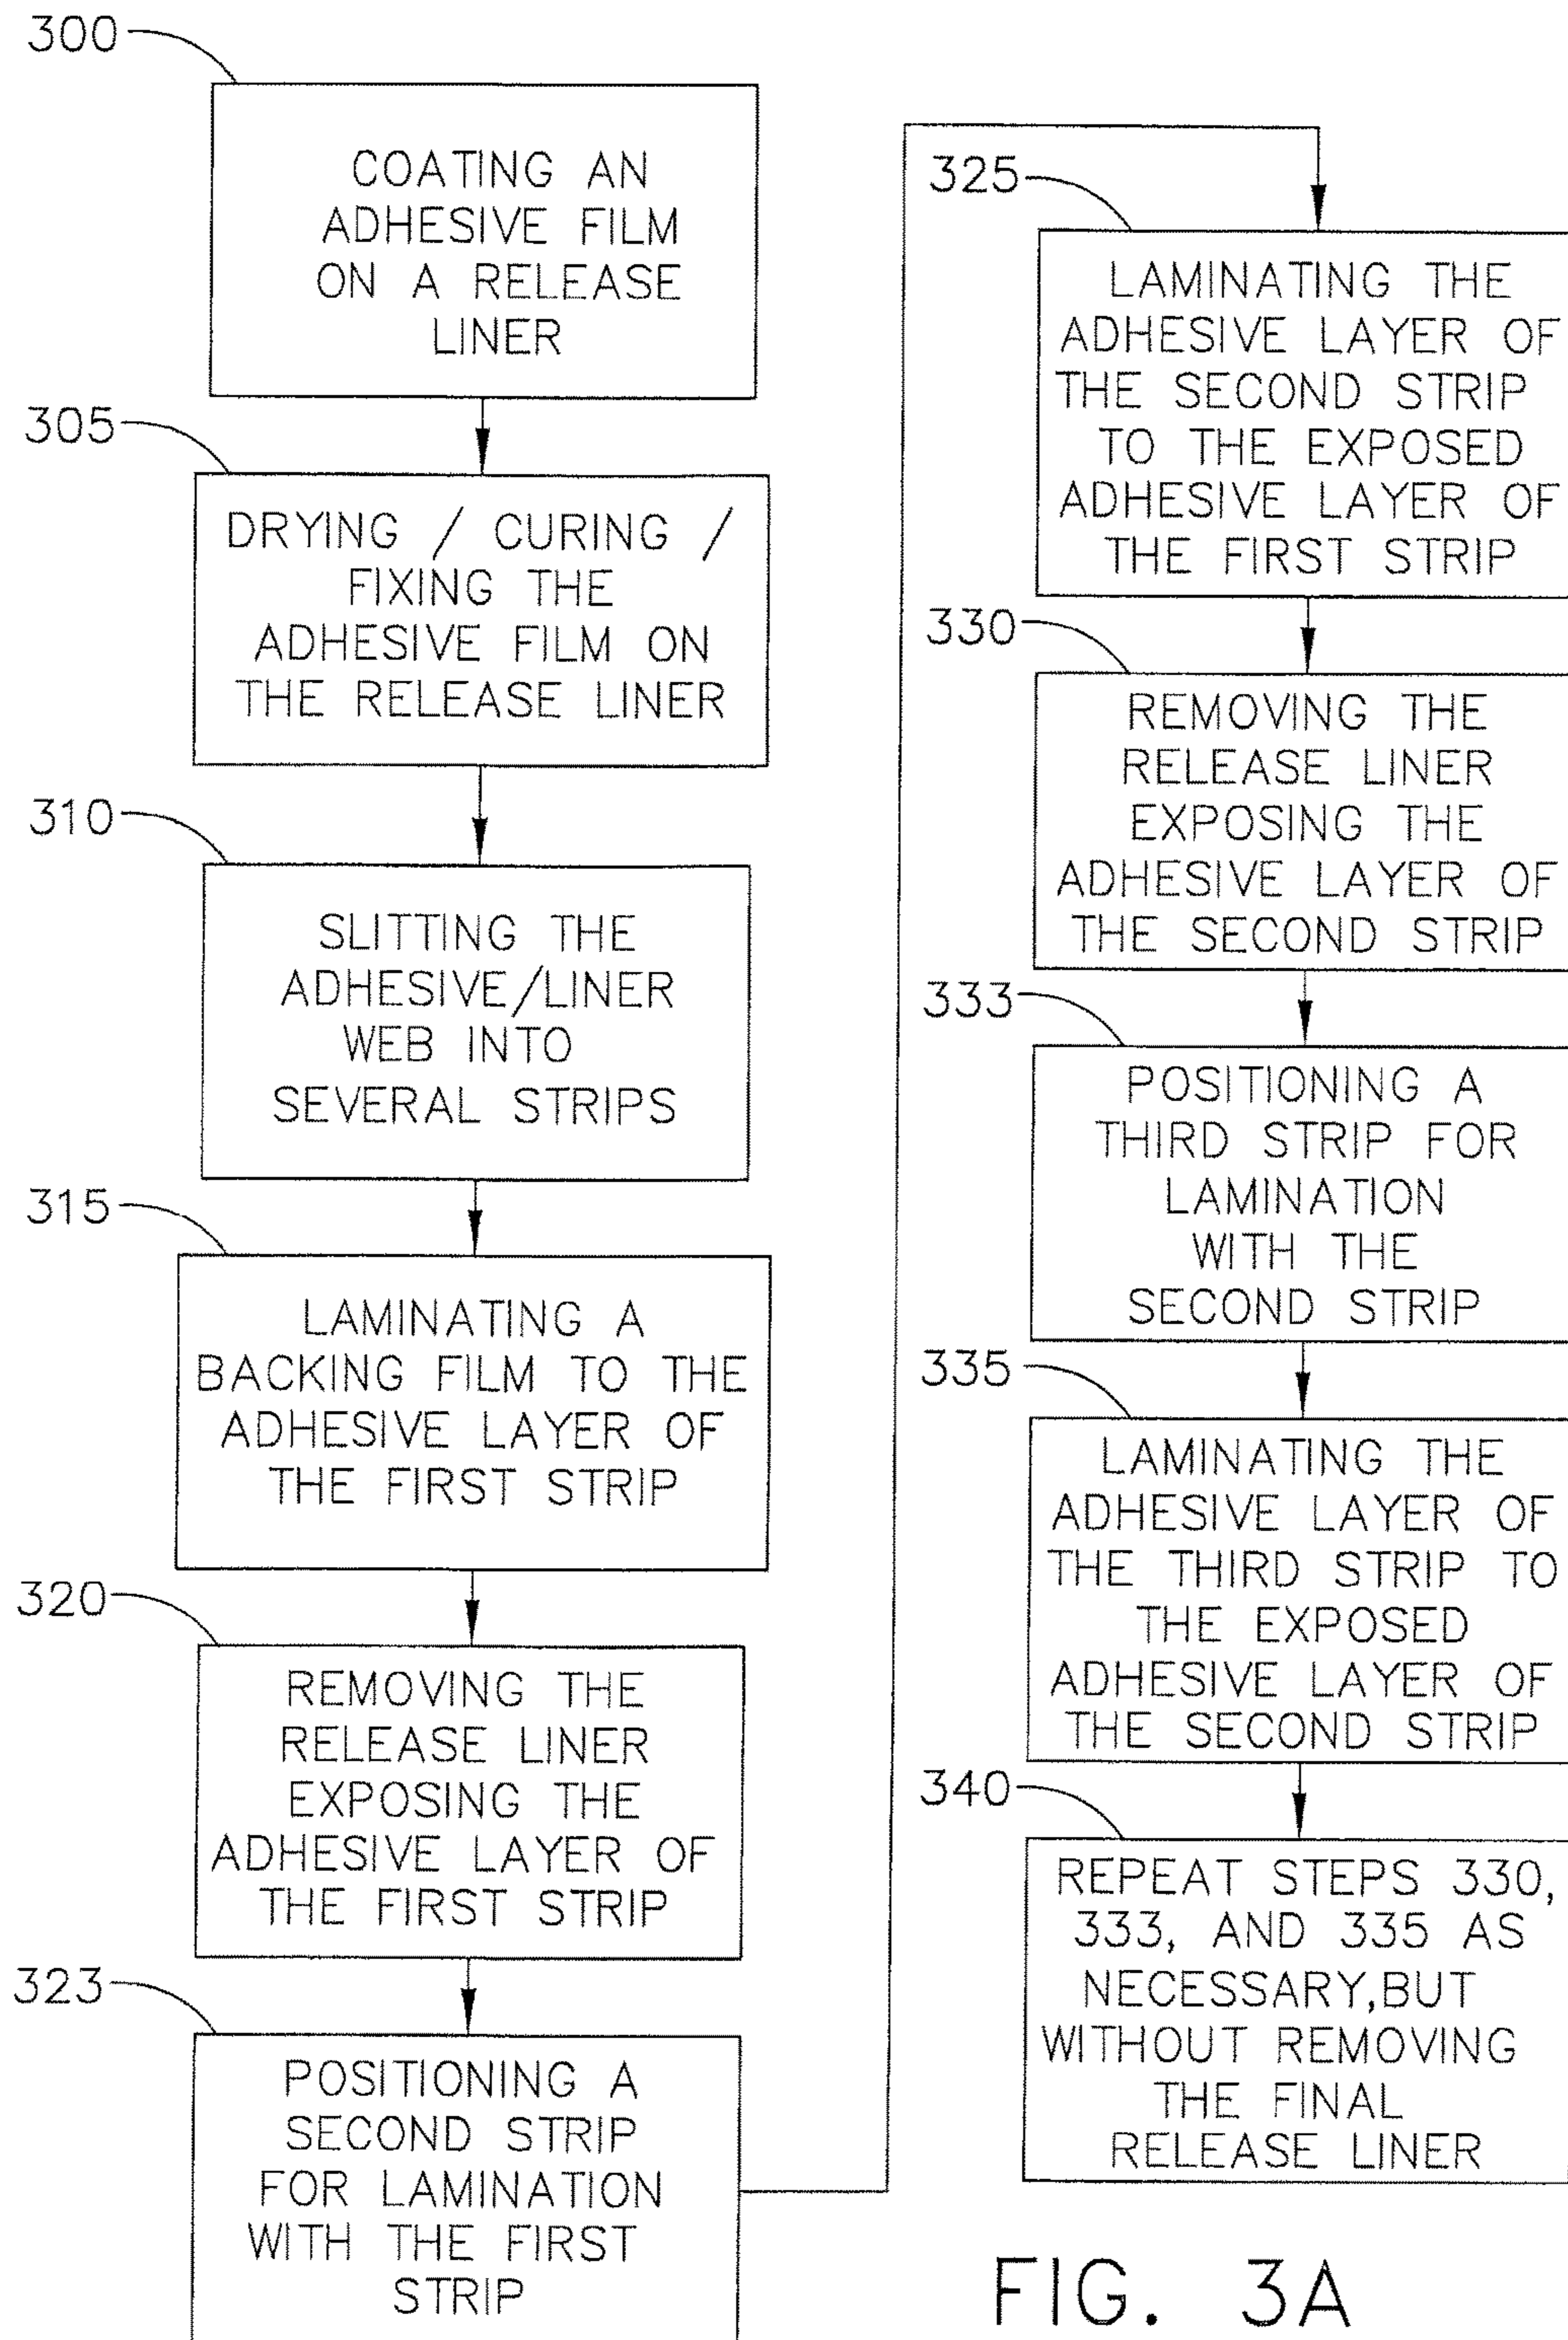 300
COATING AN
ADHESIVE FILM
ON A RELEASE
LINER
305
DRYING / CURING /
FIXING THE
ADHESIVE FILM ON
THE RELEASE LINER
310
SLITTING THE
ADHESIVE/LINER
WEB INTO
SEVERAL STRIPS
315
LAMINATING A
BACKING FILM TO THE
ADHESIVE LAYER OF
THE FIRST STRIP
320
REMOVING THE
RELEASE LINER
EXPOSING THE
ADHESIVE LAYER OF
THE FIRST STRIP
323
POSITIONING A
SECOND STRIP
FOR LAMINATION
WITH THE FIRST
STRIP
325
LAMINATING THE
ADHESIVE LAYER OF
THE SECOND STRIP
TO THE EXPOSED
ADHESIVE LAYER OF
THE FIRST STRIP
330
REMOVING THE
RELEASE LINER
EXPOSING THE
ADHESIVE LAYER OF
THE SECOND STRIP
333
POSITIONING A
THIRD STRIP FOR
LAMINATION
WITH THE
SECOND STRIP
335
LAMINATING THE
ADHESIVE LAYER OF
THE THIRD STRIP TO
THE EXPOSED
ADHESIVE LAYER OF
THE SECOND STRIP
340
REPEAT STEPS 330,
333, AND 335 AS
NECESSARY,BUT
WITHOUT REMOVING
THE FINAL
RELEASE LINER
FIG. 3A